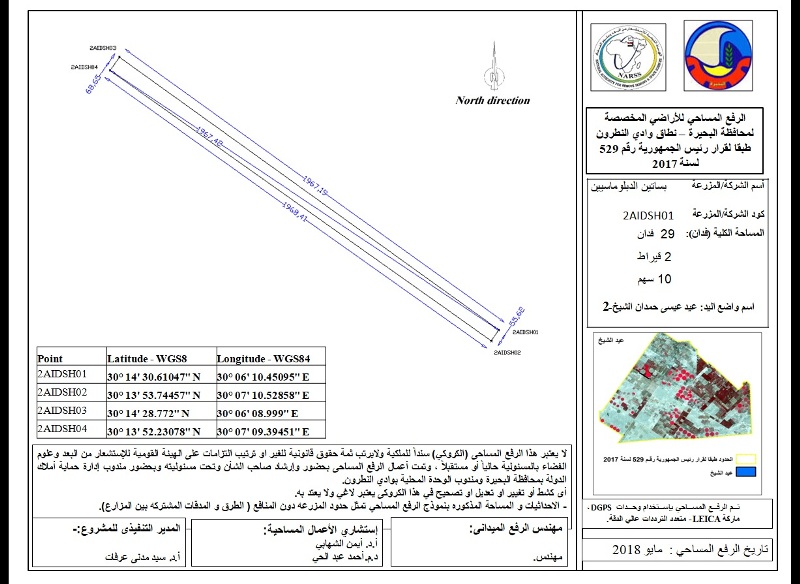 2AIDSH03
2AIDSH04
68.65
1967.48
1967.19
1968.41
55.62
2AIDSH01
2AIDSH02
North direction
Point Latitude - WGS8 Longitude - WGS84
2AIDSH01 30° 14' 30.61047" N 30° 06' 10.45095" E
2AIDSH02 30° 13' 53.74457" N 30° 07' 10.52858" E
2AIDSH03 30° 14' 28.772" N 30° 06' 08.999" E
2AIDSH04 30° 13' 52.23078" N 30° 07' 09.39451" E
NARSS
الرفع المساحي للأراضي المخصصة
لمحافظة البحيرة – نطاق وادي النطرون
طبقا لقرار رئيس الجمهورية رقم 529
لسنة 2017
أسم الشركة/المزرعة بساتين الدبلوماسيين
كود الشركة/المزرعة 2AIDSH01
المساحة الكلية (فدان): 29 فدان
2 قيراط
10 سهم
اسم واضع اليد: عيد عيسى حمدان الشيخ-2
عيد الشيخ
الحدود طبقا لقرار رئيس الجمهورية رقم 529 لسنة 2017
عيد الشيخ
لا يعتبر هذا الرفع المساحي (الكروكي) سنداً للملكية ولايرتب ثمة حقوق قانونية للغير او ترتيب التزامات على الهيئة القومية للإستشعار من البعد وعلوم
الفضاء بالمسئولية حالياً أو مستقبلاً . وتمت أعمال الرفع المساحى بحضور وإرشاد صاحب الشأن وتحت مسئوليته وبحضور مندوب إدارة حماية أملاك
الدولة بمحافظة البحيرة ومندوب الوحدة المحلية بوادي النطرون.
أى كشط أو تغيير او تعديل او تصحيح في هذا الكروكى يعتبر لاغي ولا يعتد به.
- الاحداثيات و المساحة المذكوره بنموذج الرفع المساحي تمثل حدود المزرعه دون المنافع ( الطرق و المدقات المشتركه بين المزارع).
تم الرفع المساحى بإستخدام وحدات DGPS
ماركة LEICA - متعدد الترددات عالي الدقة.
مهندس الرفع الميداني:
مهندس.
إستشاري الأعمال المساحية:
أ.د. أيمن الشهابي
د.م.أحمد عبد الحي
المدير التنفيذى للمشروع:-
أ.د. سيد مدنى عرفات
تاريخ الرفع المساحي : مايو 2018